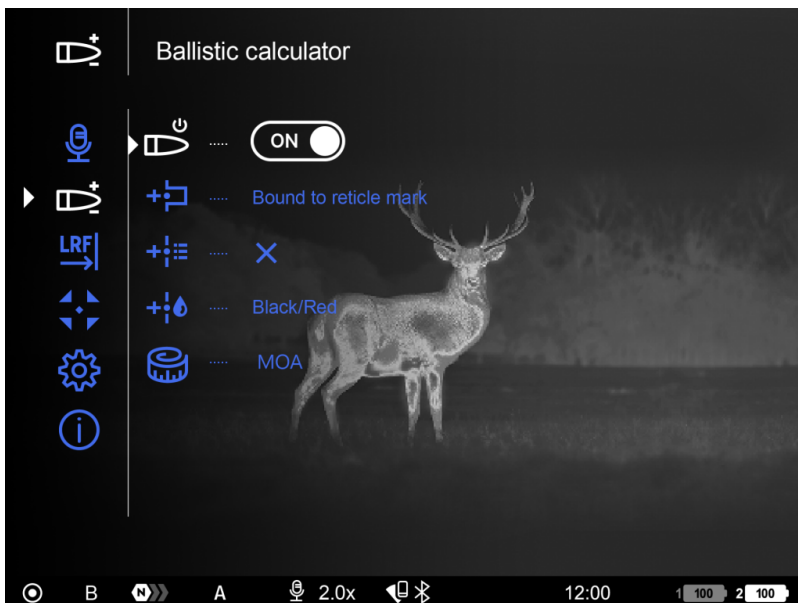 Ballistic calculator
ON
Bound to reticle mark
LRF
Black/Red
MOA
B N A 2.0x 12:00 1 100 2 100